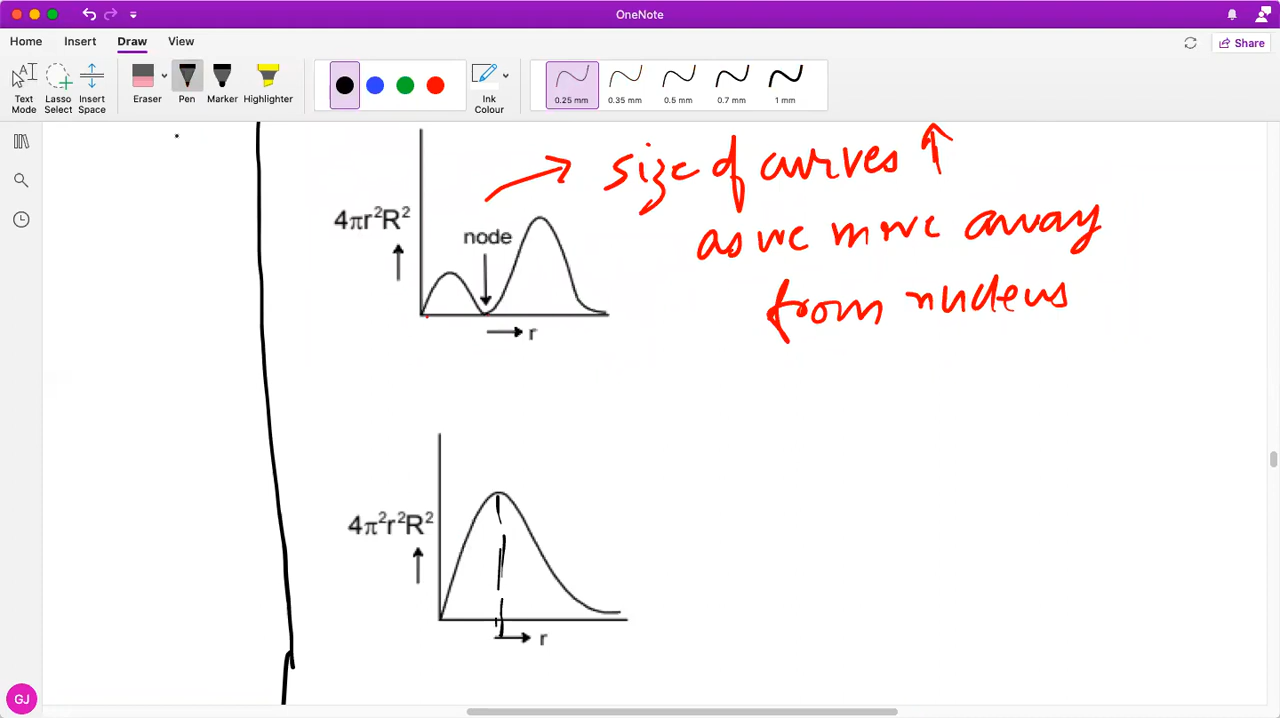 OneNote
Home Insert Draw View
Share
Text Mode
Lasso Select
Insert Space
Eraser
Pen
Marker
Highlighter
Ink Colour
0.25 mm
0.35 mm
0.5 mm
0.7 mm
1 mm
size of curves ↑
as we move away
from nucleus
4πr²R²
node
r
4π²r²R²
r
GJ